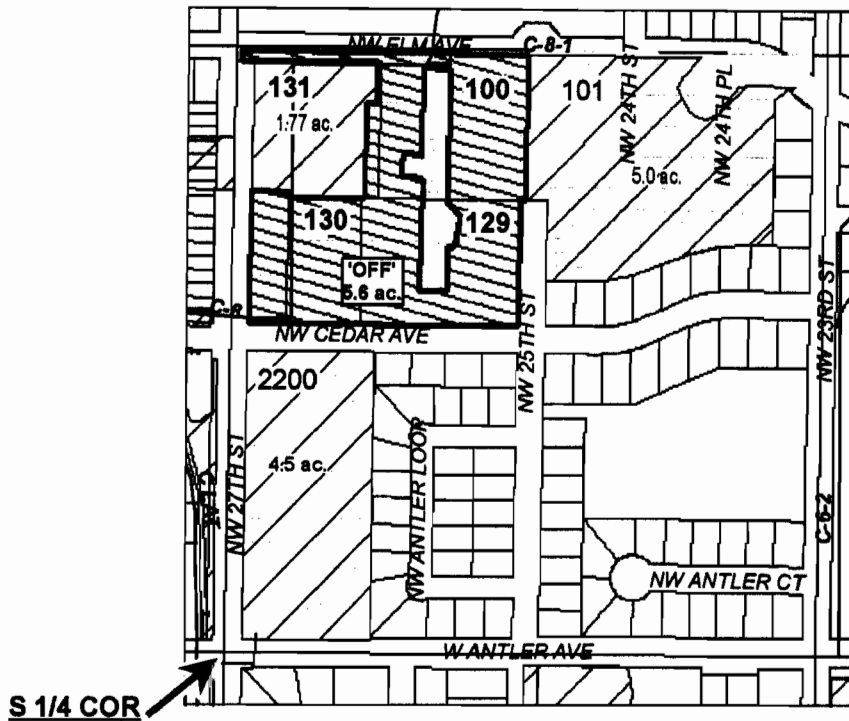 NW ELM AVE
C-8-1
131
1.77 ac.
100
101
NW 24TH ST
NW 24TH PL
5.0 ac.
130
129
'OFF'
5.6 ac.
NW CEDAR AVE
NW 25TH ST
NW 23RD ST
2200
4.5 ac.
NW 27TH ST
NW ANTLER LOOP
C-6-2
NW ANTLER CT
W ANTLER AVE
S 1/4 COR